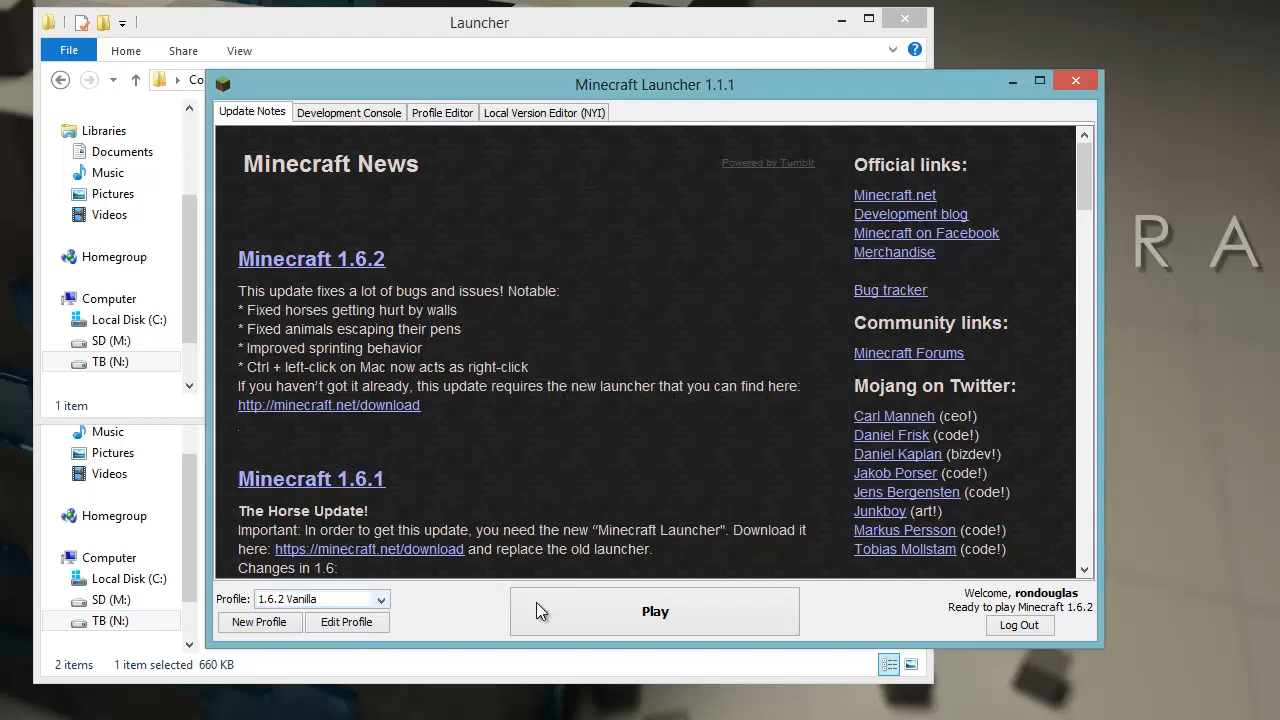 Launcher
File Home Share View
Co
Libraries
Documents
Music
Pictures
Videos
Homegroup
Computer
Local Disk (C:)
SD (M:)
TB (N:)
1 item
Music
Pictures
Videos
Homegroup
Computer
Local Disk (C:)
SD (M:)
TB (N:)
2 items 1 item selected 660 KB
Minecraft Launcher 1.1.1
Update Notes Development Console Profile Editor Local Version Editor (NYI)
Minecraft News
Powered by Tumblr
Minecraft 1.6.2
This update fixes a lot of bugs and issues! Notable:
* Fixed horses getting hurt by walls
* Fixed animals escaping their pens
* Improved sprinting behavior
* Ctrl + left-click on Mac now acts as right-click
If you haven't got it already, this update requires the new launcher that you can find here:
http://minecraft.net/download
.
Minecraft 1.6.1
The Horse Update!
Important: In order to get this update, you need the new “Minecraft Launcher". Download it
here: https://minecraft.net/download and replace the old launcher.
Changes in 1.6:
Official links:
Minecraft.net
Development blog
Minecraft on Facebook
Merchandise
Bug tracker
Community links:
Minecraft Forums
Mojang on Twitter:
Carl Manneh (ceo!)
Daniel Frisk (code!)
Daniel Kaplan (bizdev!)
Jakob Porser (code!)
Jens Bergensten (code!)
Junkboy (art!)
Markus Persson (code!)
Tobias Mollstam (code!)
Profile: 1.6.2 Vanilla
New Profile Edit Profile
Play
Welcome, rondouglas
Ready to play Minecraft 1.6.2
Log Out
R A